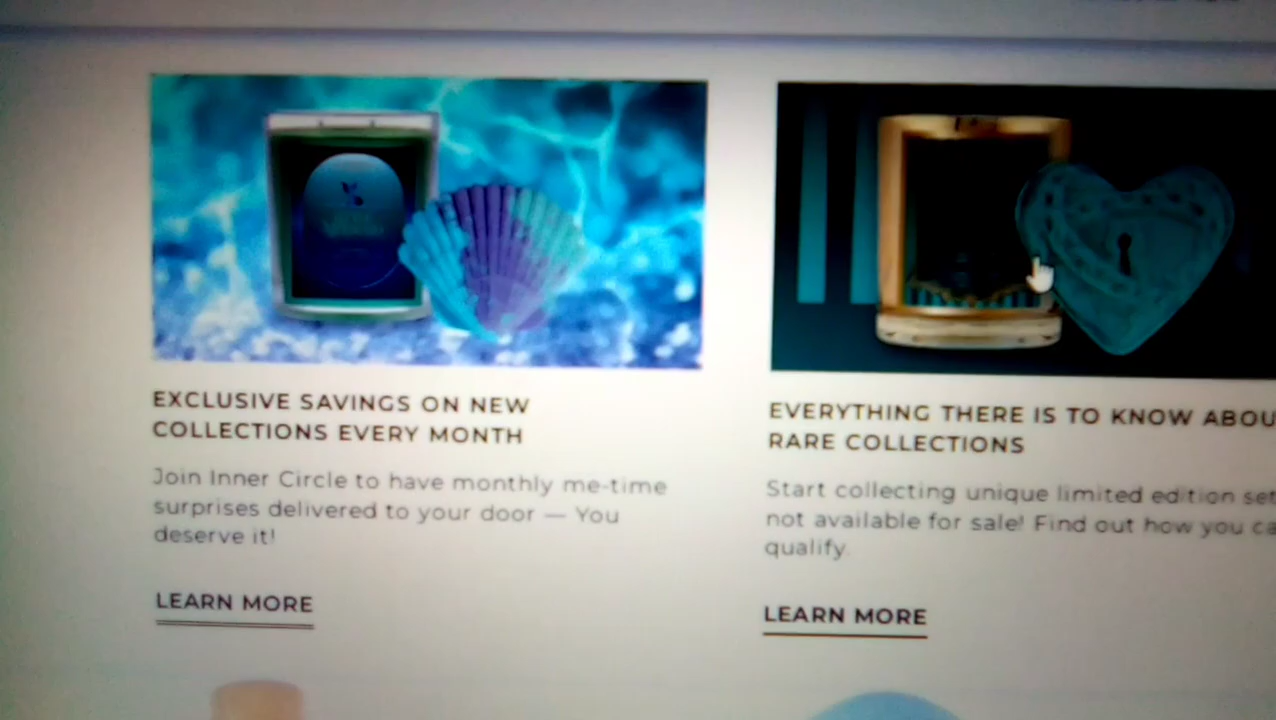 EXCLUSIVE SAVINGS ON NEW
COLLECTIONS EVERY MONTH
Join Inner Circle to have monthly me-time
surprises delivered to your door — You
deserve it!
LEARN MORE
EVERYTHING THERE IS TO KNOW ABOU
RARE COLLECTIONS
Start collecting unique limited edition set
not available for sale! Find out how you ca
qualify.
LEARN MORE